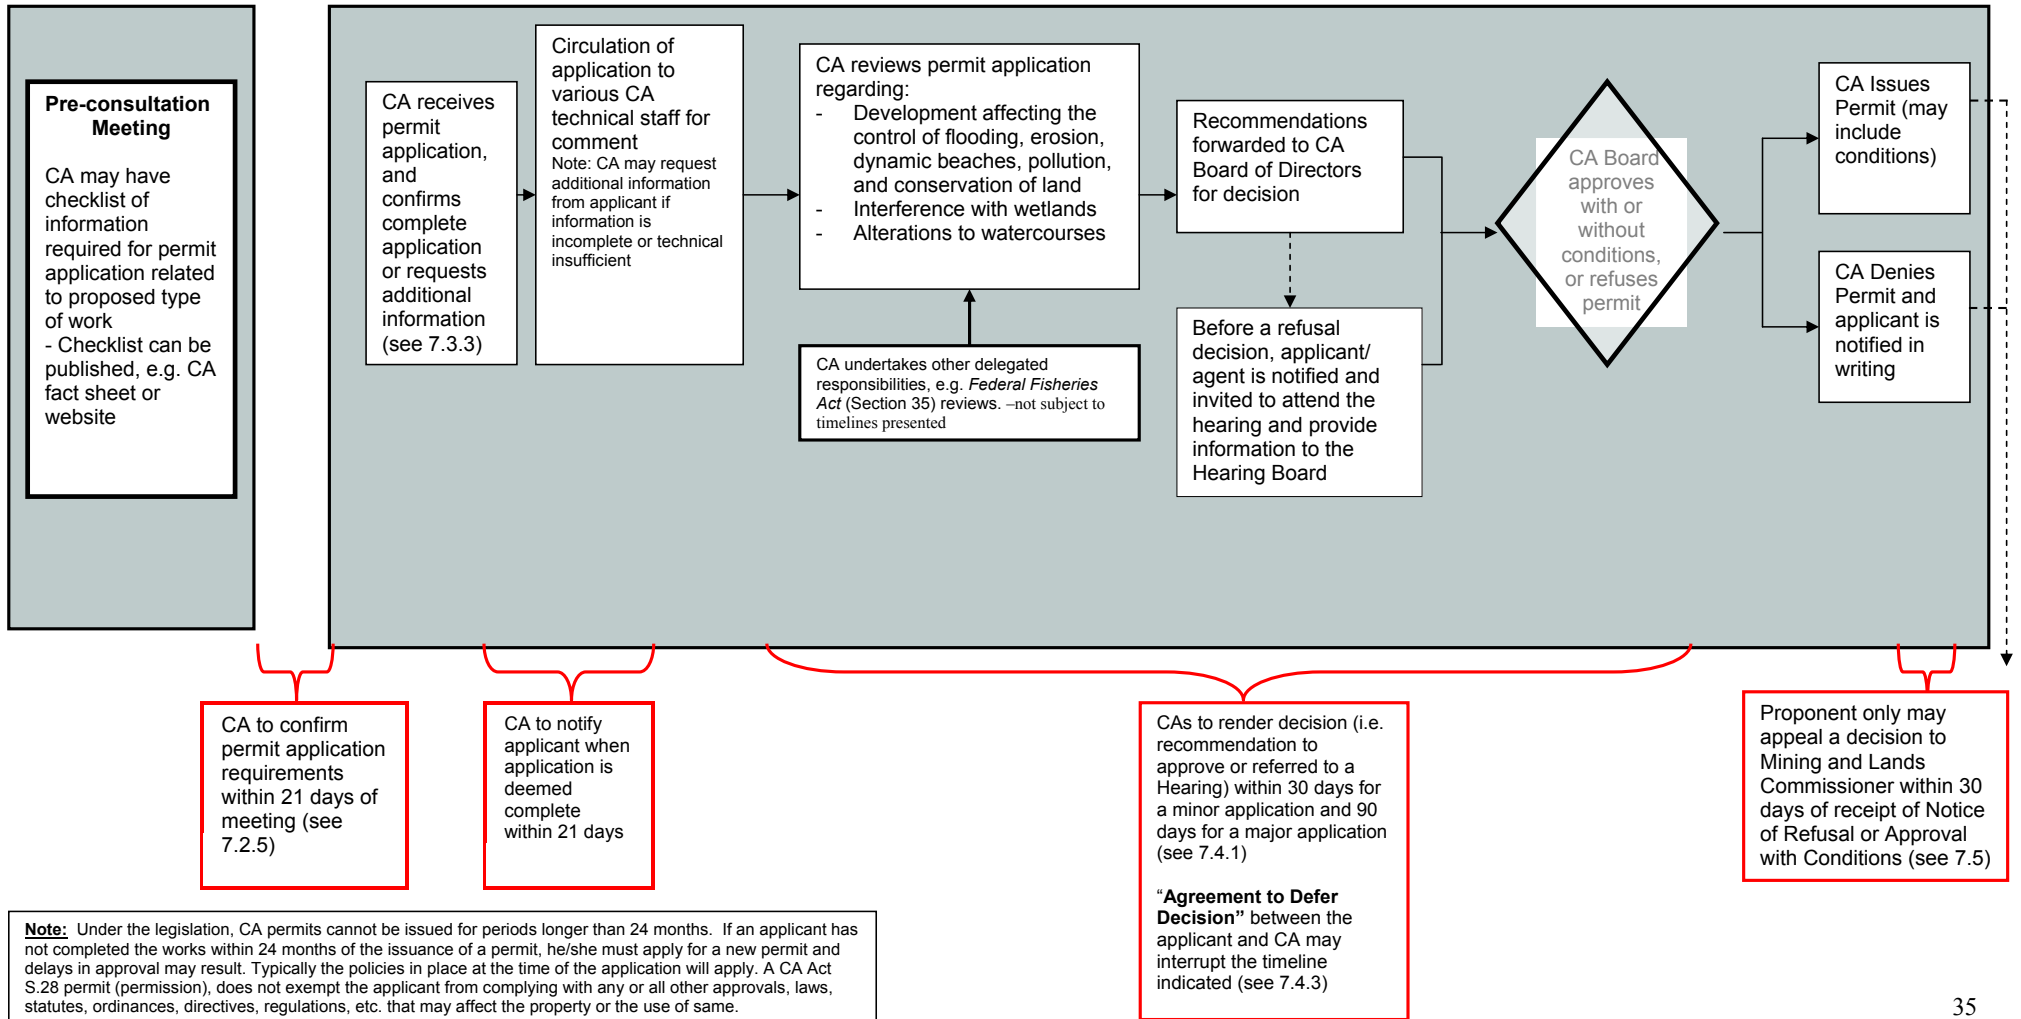 Pre-consultation
Meeting
CA may have
checklist of
information
required for permit
application related
to proposed type
of work
- Checklist can be
published, e.g. CA
fact sheet or
website
CA receives
permit
application,
and
confirms
complete
application
or requests
additional
information
(see 7.3.3)
Circulation of
application to
various CA
technical staff for
comment
Note: CA may request
additional information
from applicant if
information is
incomplete or technical
insufficient
CA reviews permit application
regarding:
- Development affecting the
control of flooding, erosion,
dynamic beaches, pollution,
and conservation of land
- Interference with wetlands
- Alterations to watercourses
CA undertakes other delegated
responsibilities, e.g. Federal Fisheries
Act (Section 35) reviews. –not subject to
timelines presented
Recommendations
forwarded to CA
Board of Directors
for decision
Before a refusal
decision, applicant/
agent is notified and
invited to attend the
hearing and provide
information to the
Hearing Board
CA Board
approves
with or
without
conditions,
or refuses
permit
CA Issues
Permit (may
include
conditions)
CA Denies
Permit and
applicant is
notified in
writing
CA to confirm
permit application
requirements
within 21 days of
meeting (see
7.2.5)
CA to notify
applicant when
application is
deemed
complete
within 21 days
CAs to render decision (i.e.
recommendation to
approve or referred to a
Hearing) within 30 days for
a minor application and 90
days for a major application
(see 7.4.1)
“Agreement to Defer
Decision” between the
applicant and CA may
interrupt the timeline
indicated (see 7.4.3)
Proponent only may
appeal a decision to
Mining and Lands
Commissioner within 30
days of receipt of Notice
of Refusal or Approval
with Conditions (see 7.5)
Note: Under the legislation, CA permits cannot be issued for periods longer than 24 months. If an applicant has
not completed the works within 24 months of the issuance of a permit, he/she must apply for a new permit and
delays in approval may result. Typically the policies in place at the time of the application will apply. A CA Act
S.28 permit (permission), does not exempt the applicant from complying with any or all other approvals, laws,
statutes, ordinances, directives, regulations, etc. that may affect the property or the use of same.
35